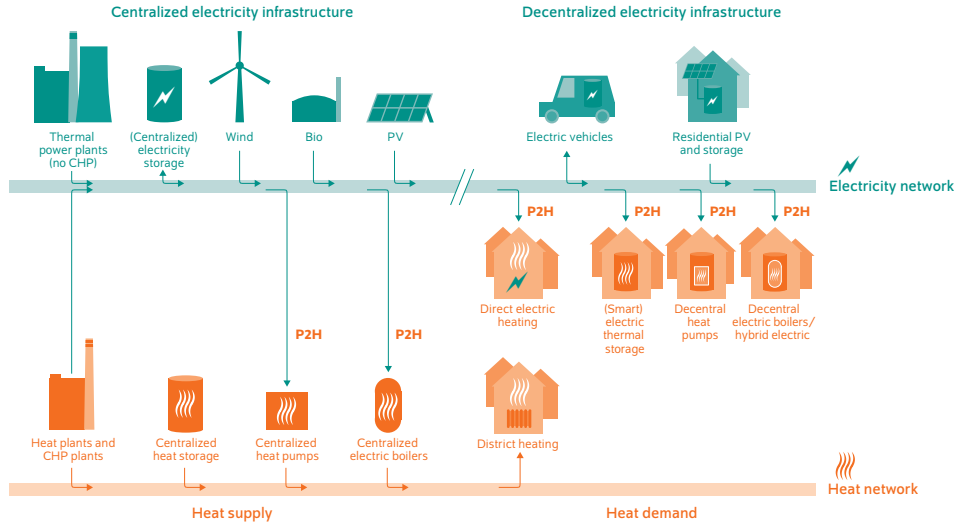 Centralized electricity infrastructure
Decentralized electricity infrastructure
Thermal
power plants
(no CHP)
(Centralized)
electricity
storage
Wind
Bio
PV
Electric vehicles
Residential PV
and storage
Electricity network
P2H
P2H
P2H
P2H
Direct electric
heating
(Smart)
electric
thermal
storage
Decentral
heat
pumps
Decentral
electric boilers/
hybrid electric
P2H
P2H
Heat plants and
CHP plants
Centralized
heat storage
Centralized
heat pumps
Centralized
electric boilers
District heating
Heat network
Heat supply
Heat demand